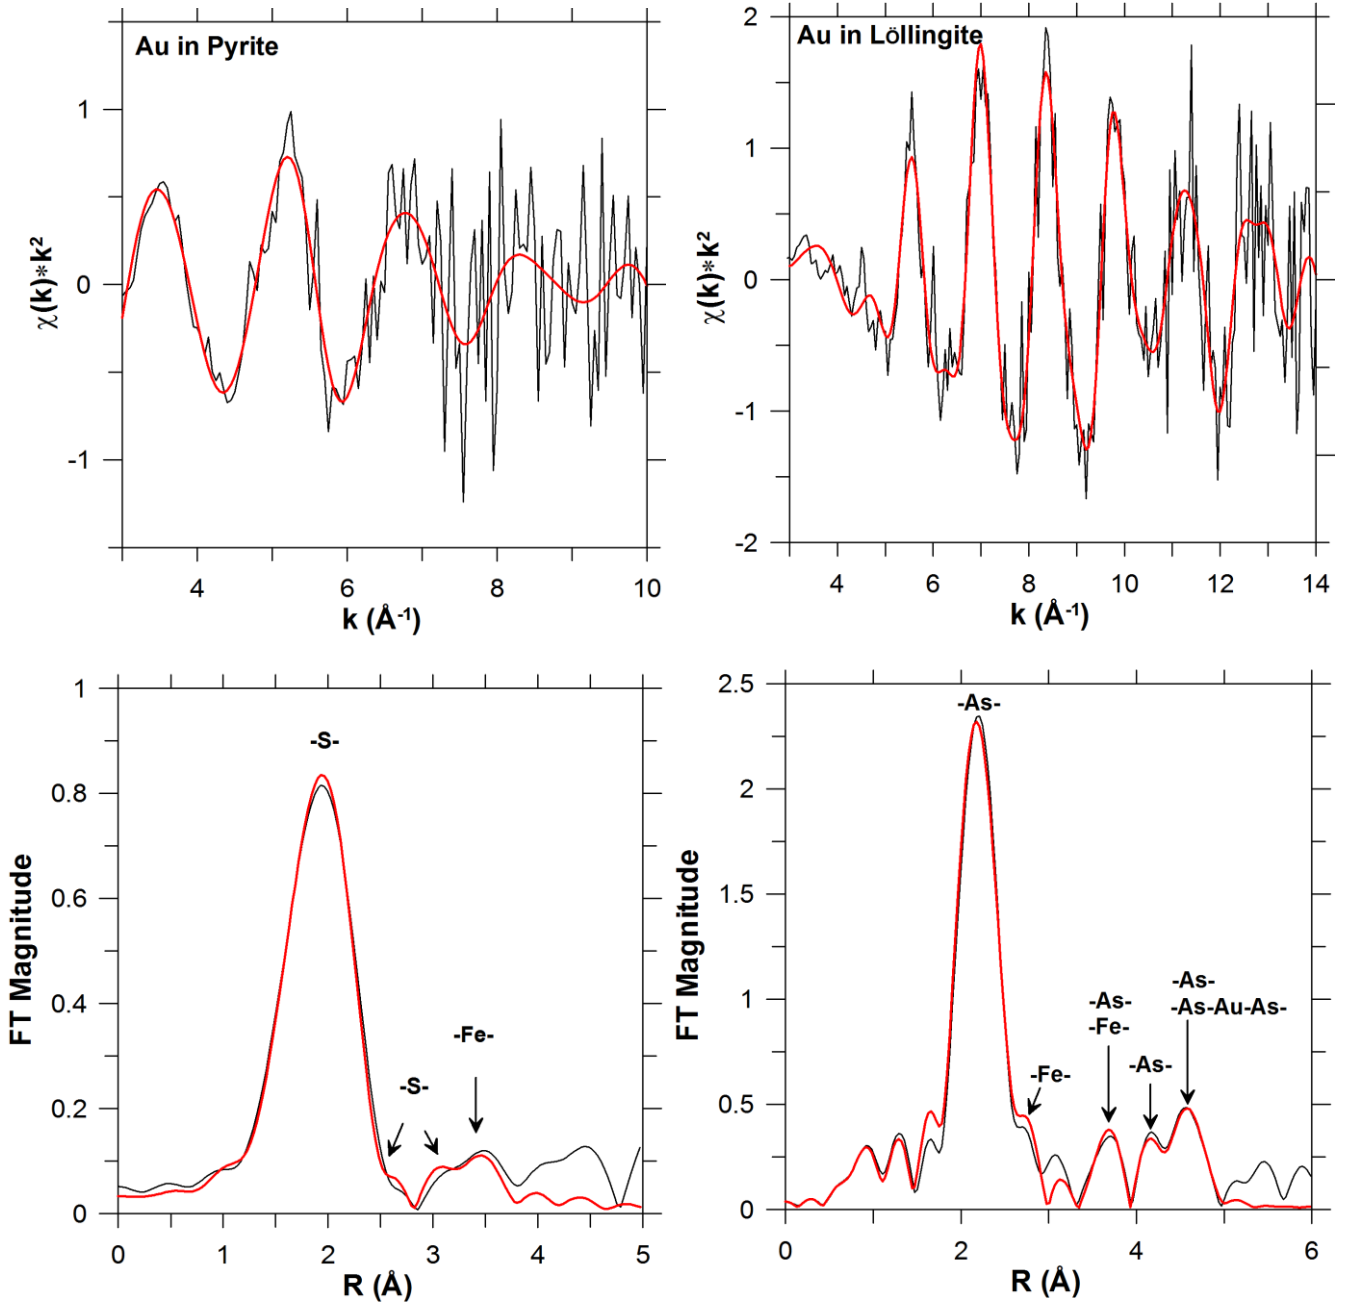 Au in Pyrite
1
0
-1
χ(k)*k²
4
6
8
10
k (Å⁻¹)
Au in Löllingite
2
1
0
-1
-2
χ(k)*k²
4
6
8
10
12
14
k (Å⁻¹)
1
0.8
0.6
0.4
0.2
0
FT Magnitude
-S-
-Fe-
-S-
0
1
2
3
4
5
R (Å)
2.5
2
1.5
1
0.5
0
FT Magnitude
-As-
-As-
-As-Au-As-
-As-
-Fe-
-As-
-Fe-
0
2
4
6
R (Å)